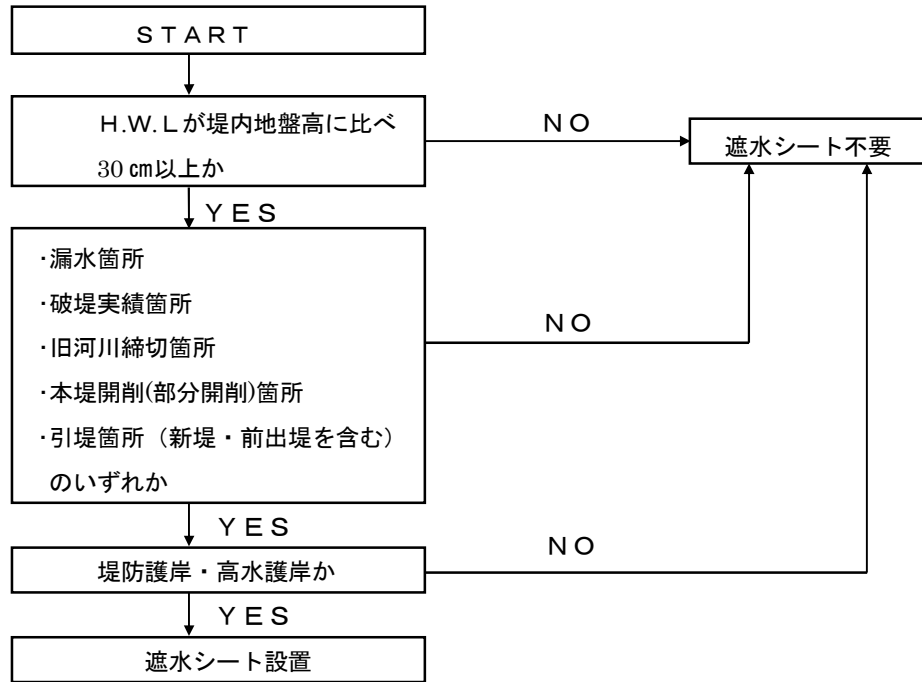 START
H.W.Lが堤内地盤高に比べ
30㎝以上か
NO
遮水シート不要
YES
・漏水箇所
・破堤実績箇所
・旧河川締切箇所
・本堤開削(部分開削)箇所
・引堤箇所（新堤・前出堤を含む）
のいずれか
NO
YES
堤防護岸・高水護岸か
NO
YES
遮水シート設置